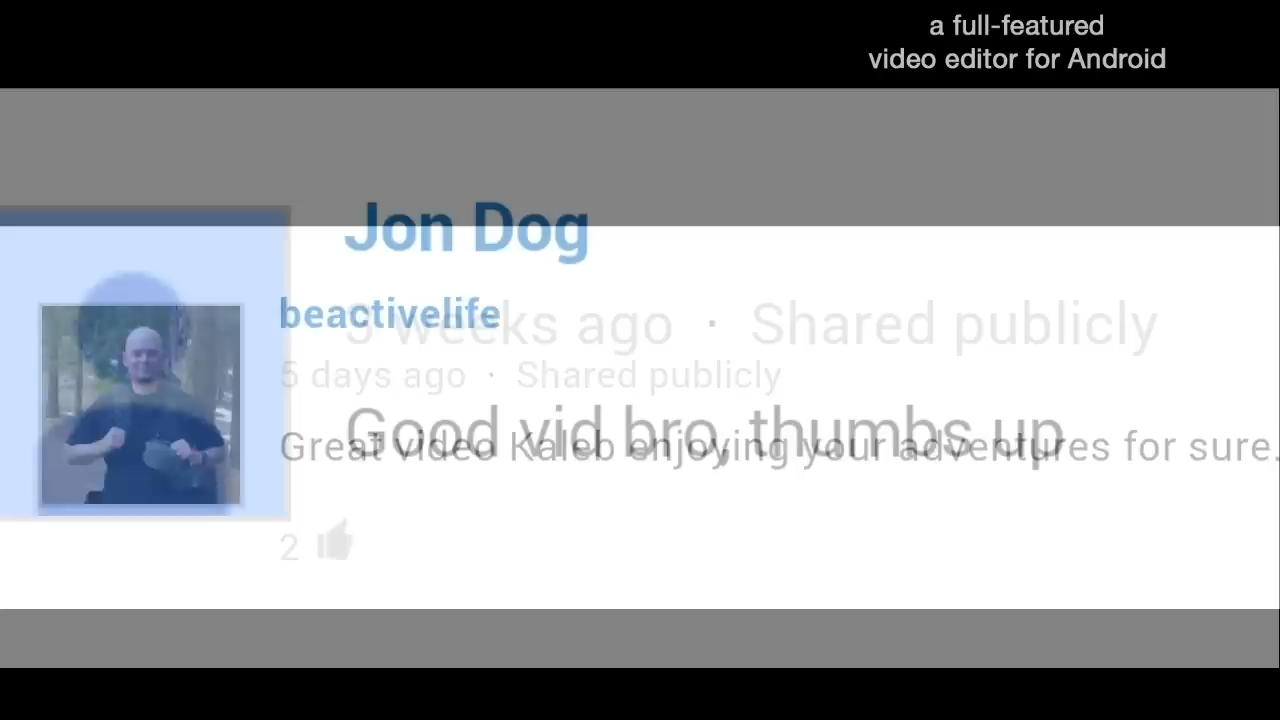 a full-featured
video editor for Android
Jon Dog
beactivelife
3 weeks ago · Shared publicly
6 days ago · Shared publicly
Good vid bro, thumbs up
Great video Kaleb enjoying your adventures for sure.
2